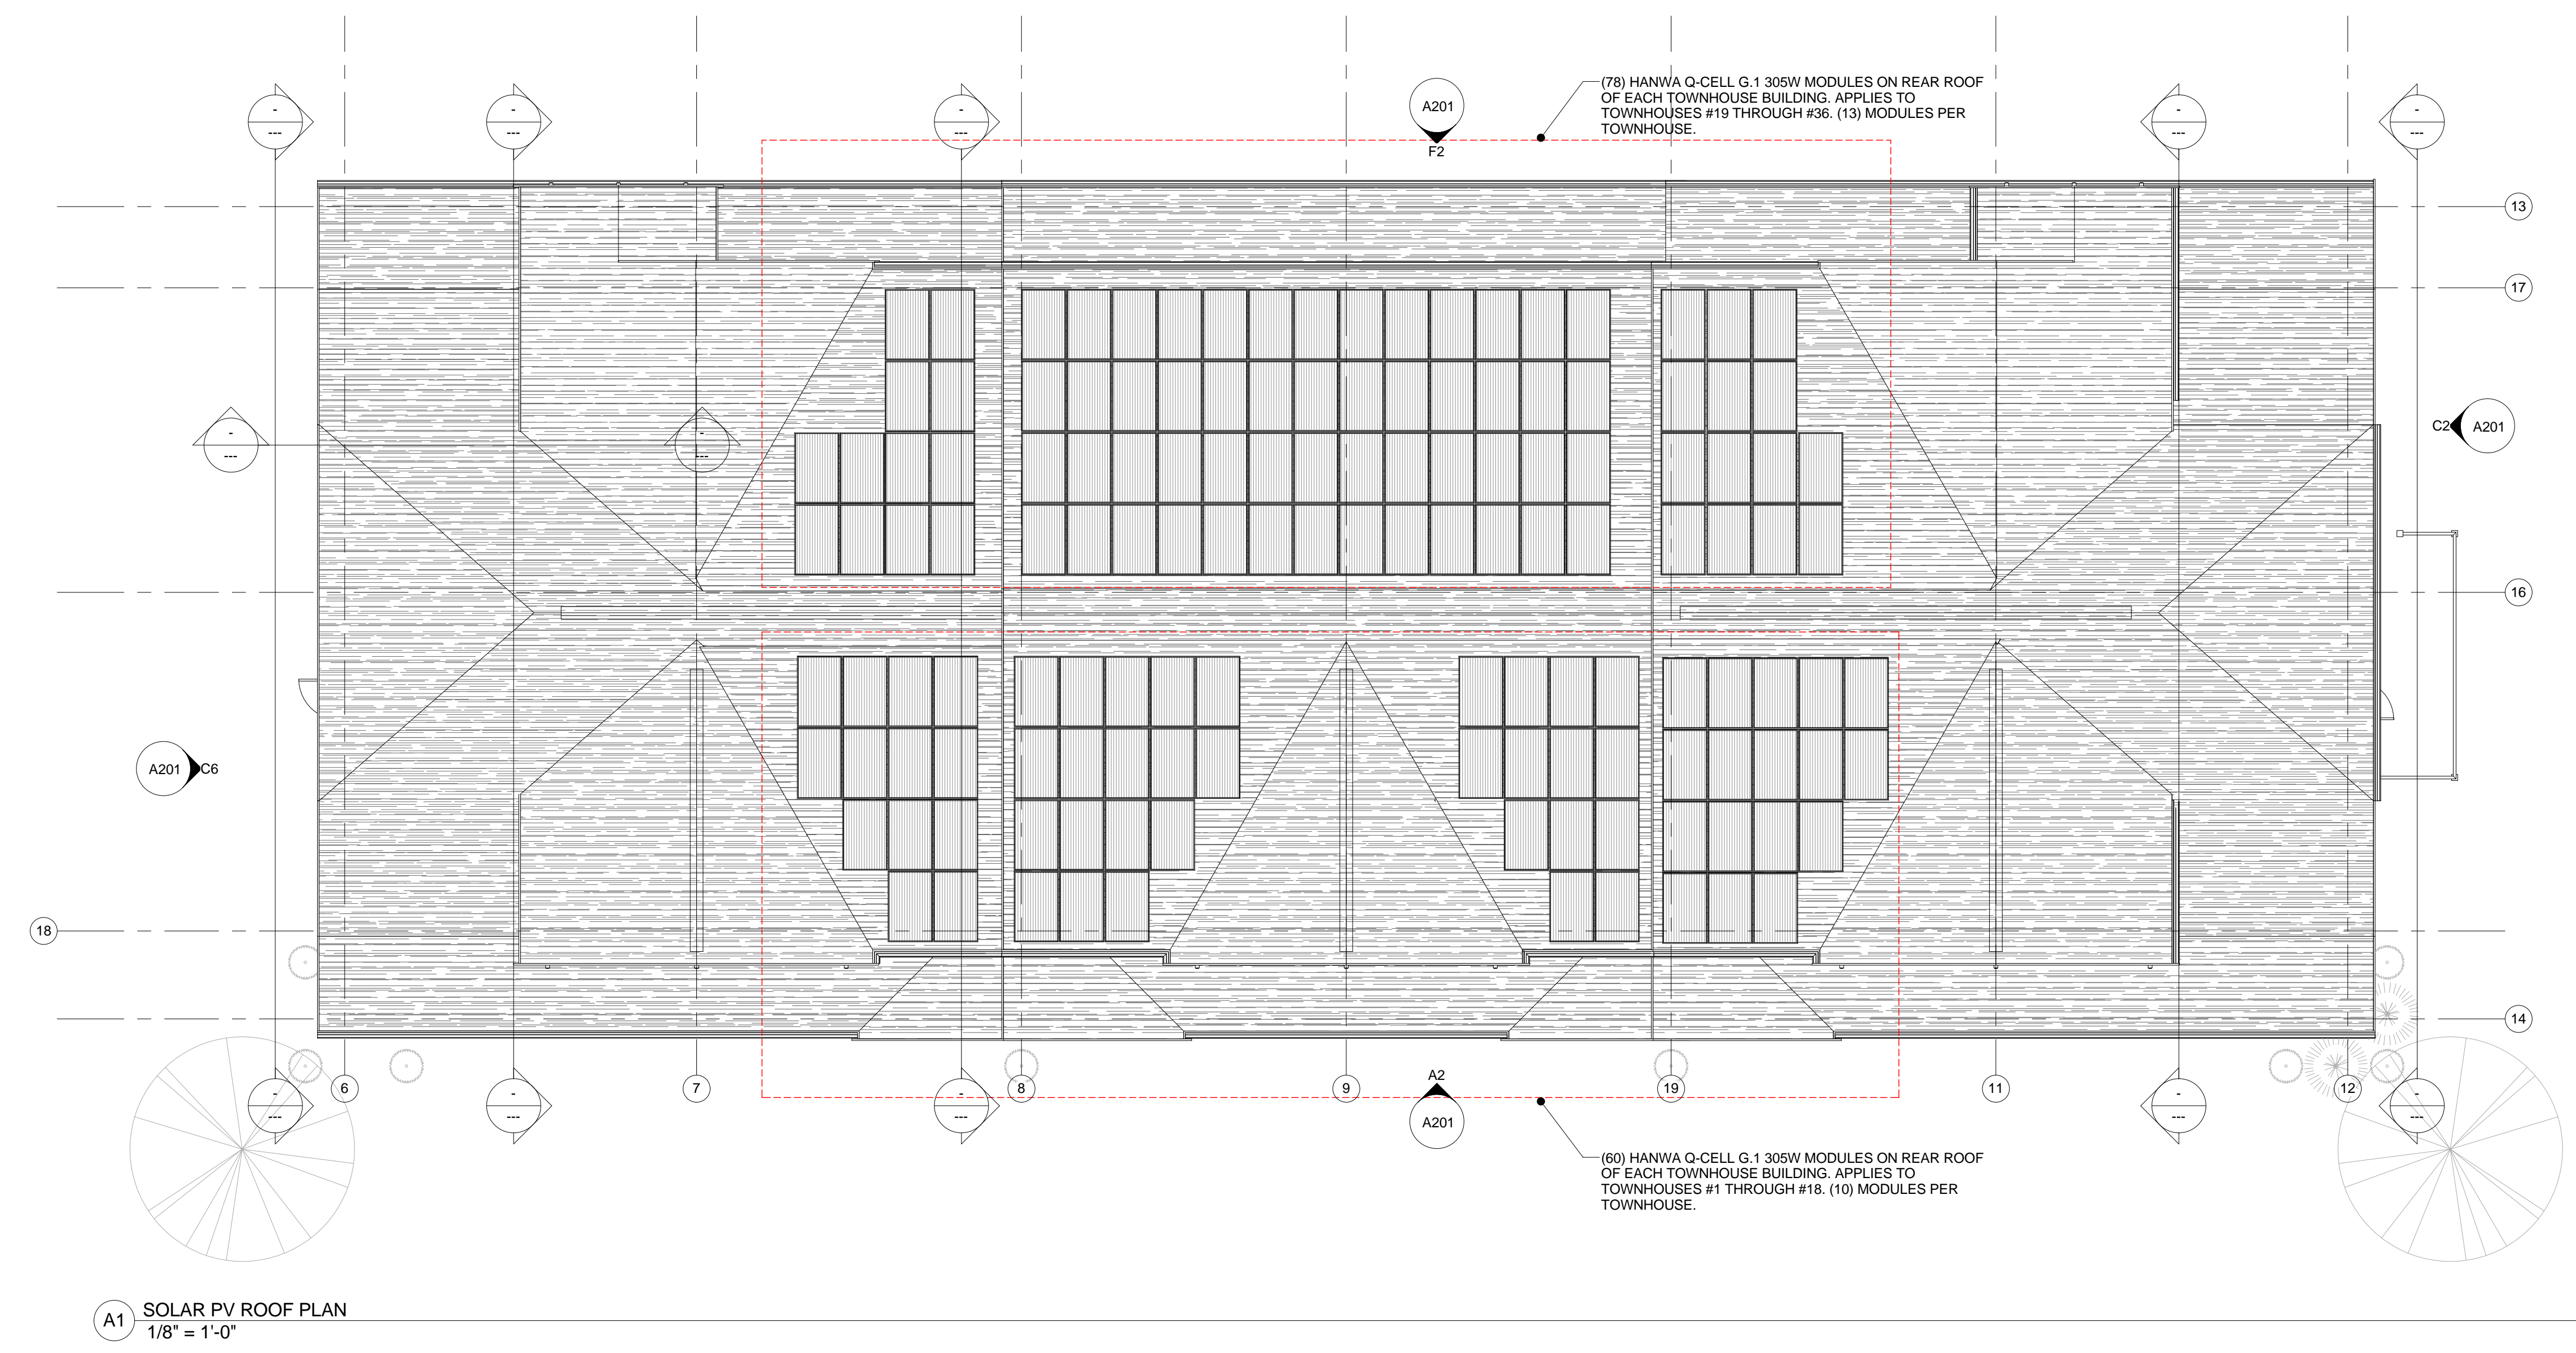 (78) HANWA Q-CELL G.1 305W MODULES ON REAR ROOF
OF EACH TOWNHOUSE BUILDING. APPLIES TO
TOWNHOUSES #19 THROUGH #36. (13) MODULES PER
TOWNHOUSE.
A201
F2
-
---
-
---
-
---
-
---
-
---
13
17
-
---
-
---
C2
A201
16
A201
C6
18
14
6
7
8
9
19
11
12
A2
A201
-
---
-
---
-
---
-
---
-
---
(60) HANWA Q-CELL G.1 305W MODULES ON REAR ROOF
OF EACH TOWNHOUSE BUILDING. APPLIES TO
TOWNHOUSES #1 THROUGH #18. (10) MODULES PER
TOWNHOUSE.
A1
SOLAR PV ROOF PLAN
1/8" = 1'-0"